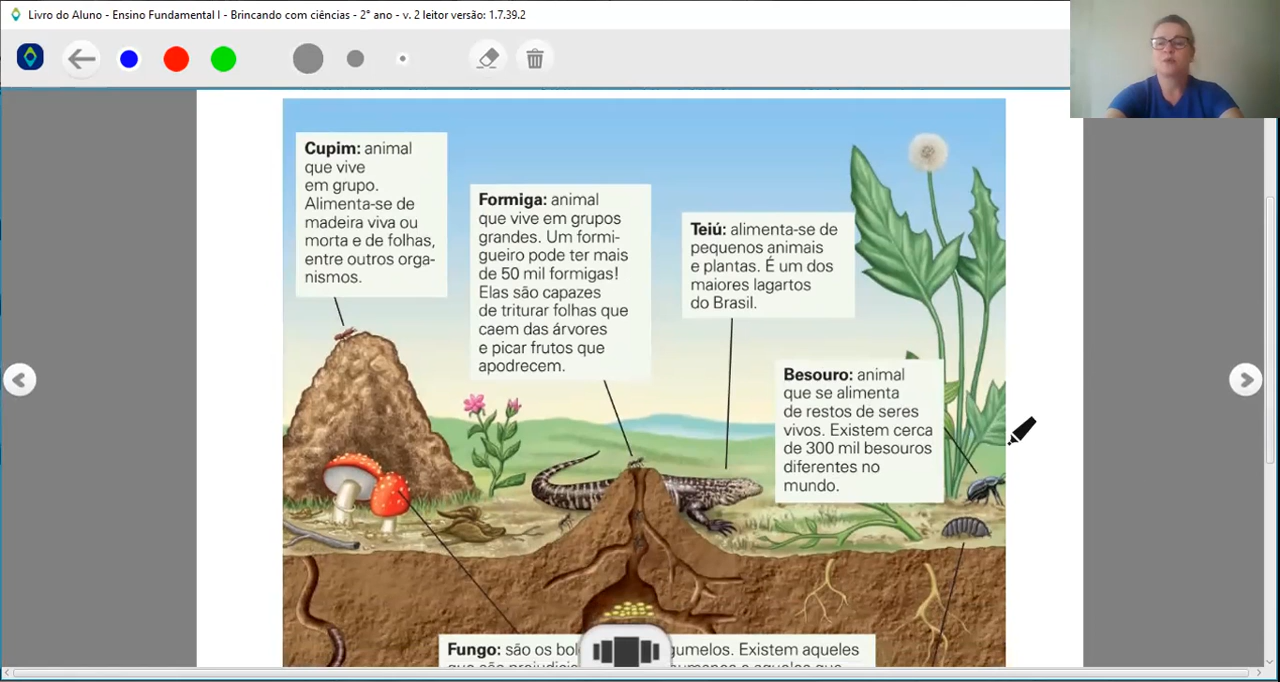 Livro do Aluno - Ensino Fundamental I - Brincando com ciências - 2° ano - v. 2 leitor versão: 1.7.39.2
Cupim: animal
que vive
em grupo.
Alimenta-se de
madeira viva ou
morta e de folhas,
entre outros orga-
nismos.
Formiga: animal
que vive em grupos
grandes. Um formi-
gueiro pode ter mais
de 50 mil formigas!
Elas são capazes
de triturar folhas que
caem das árvores
e picar frutos que
apodrecem.
Teiú: alimenta-se de
pequenos animais
e plantas. É um dos
maiores lagartos
do Brasil.
Besouro: animal
que se alimenta
de restos de seres
vivos. Existem cerca
de 300 mil besouros
diferentes no
mundo.
Fungo: são os Existem aqueles